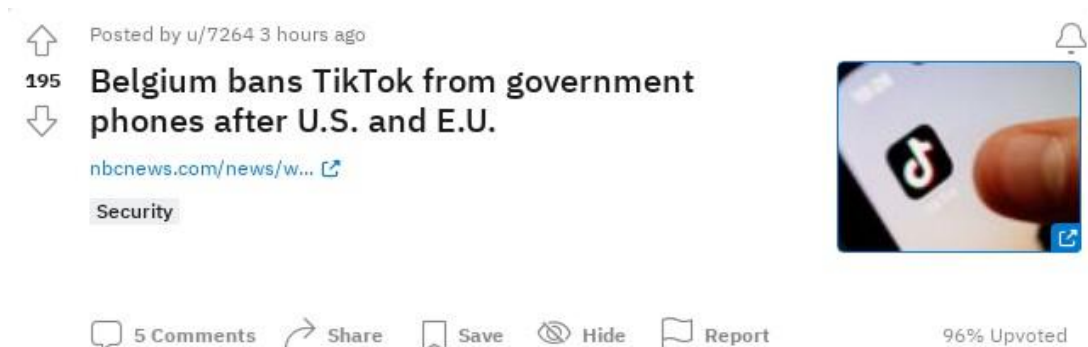 Posted by u/7264 3 hours ago
195
Belgium bans TikTok from government
phones after U.S. and E.U.
nbcnews.com/news/w...
Security
5 Comments Share Save Hide Report 96% Upvoted